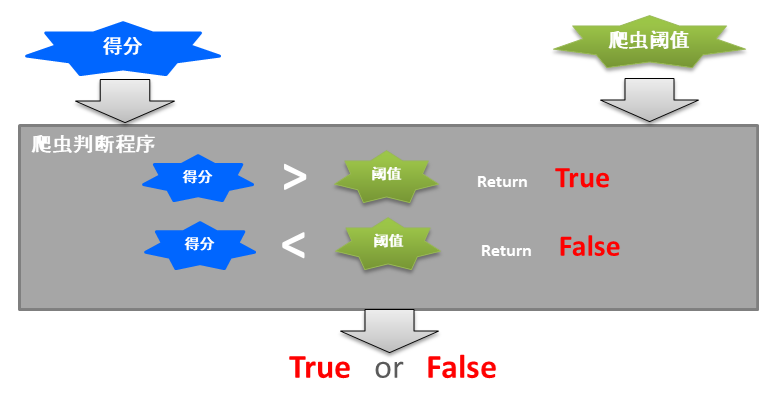 得分
爬虫阈值
爬虫判断程序
得分 > 阈值 Return True
得分 < 阈值 Return False
True or False